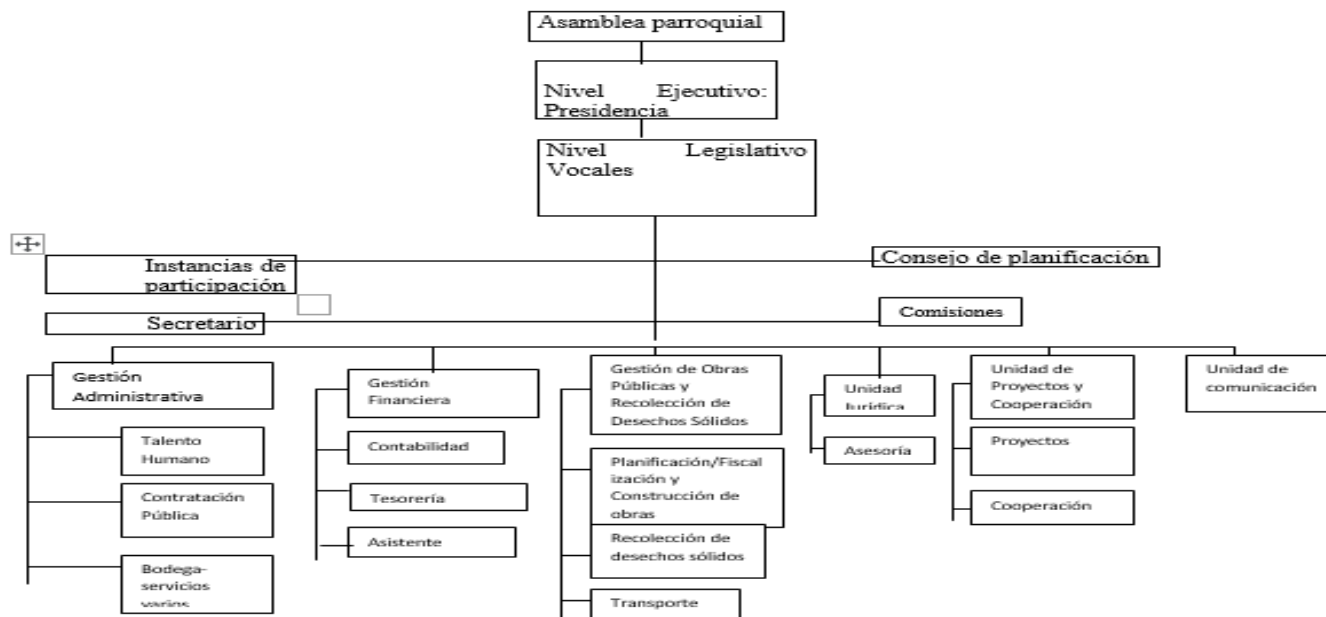 Asamblea parroquial
Nivel Ejecutivo:
Presidencia
Nivel Legislativo
Vocales
Instancias de
participación
Consejo de planificación
Secretario
Comisiones
Gestión
Administrativa
Talento
Humano
Contratación
Pública
Bodega-
servicios
varios
Gestión
Financiera
Contabilidad
Tesorería
Asistente
Gestión de Obras
Públicas y
Recolección de
Desechos Sólidos
Planificación/Fiscal
ización y
Construcción de
obras
Recolección de
desechos sólidos
Transporte
Unidad
Jurídica
Asesoría
Unidad de
Proyectos y
Cooperación
Proyectos
Cooperación
Unidad de
comunicación